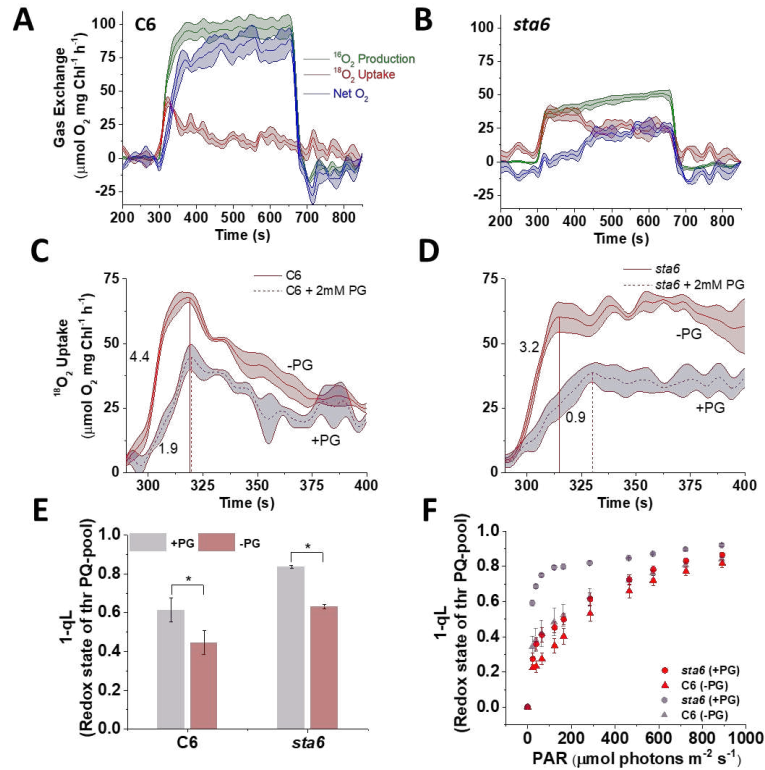 A
C6
¹⁶O₂ Production
¹⁸O₂ Uptake
Net O₂
Gas Exchange
(μmol O₂ mg Chl⁻¹ h⁻¹)
100
75
50
25
0
-25
200 300 400 500 600 700 800
Time (s)
B
sta6
100
75
50
25
0
-25
200 300 400 500 600 700 800
Time (s)
C
C6
C6 + 2mM PG
¹⁸O₂ Uptake
(μmol O₂ mg Chl⁻¹ h⁻¹)
75
50
25
0
4.4
1.9
-PG
+PG
300 325 350 375 400
Time (s)
D
sta6
sta6 + 2mM PG
75
50
25
0
3.2
0.9
-PG
+PG
300 325 350 375 400
Time (s)
E
1-qL
(Redox state of thr PQ-pool)
1.0
0.8
0.6
0.4
0.2
0.0
+PG -PG
*
*
C6 sta6
F
1-qL
(Redox state of thr PQ-pool)
1.0
0.8
0.6
0.4
0.2
0.0
sta6 (+PG)
C6 (-PG)
sta6 (+PG)
C6 (-PG)
0 200 400 600 800 1000
PAR (μmol photons m⁻² s⁻¹)